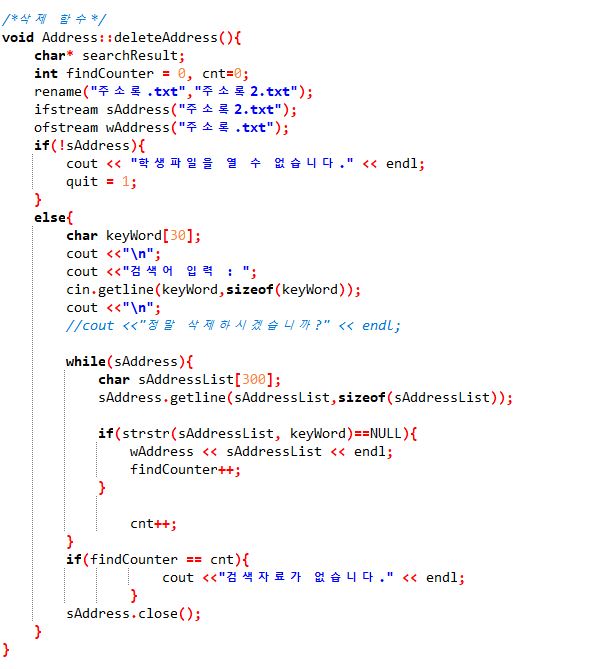 /*삭제 함수*/
void Address::deleteAddress(){
    char* searchResult;
    int findCounter = 0, cnt=0;
    rename("주소록.txt","주소록2.txt");
    ifstream sAddress("주소록2.txt");
    ofstream wAddress("주소록.txt");
    if(!sAddress){
        cout << "학생파일을 열 수 없습니다." << endl;
        quit = 1;
    }
    else{
        char keyWord[30];
        cout <<"\n";
        cout <<"검색어 입력 : ";
        cin.getline(keyWord,sizeof(keyWord));
        cout <<"\n";
        //cout <<"정말 삭제하시겠습니까?" << endl;
        while(sAddress){
            char sAddressList[300];
            sAddress.getline(sAddressList,sizeof(sAddressList));
            if(strstr(sAddressList, keyWord)==NULL){
                wAddress << sAddressList << endl;
                findCounter++;
            }
                cnt++;
        }
        if(findCounter == cnt){
                    cout <<"검색자료가 없습니다." << endl;
                }
        sAddress.close();
    }
}